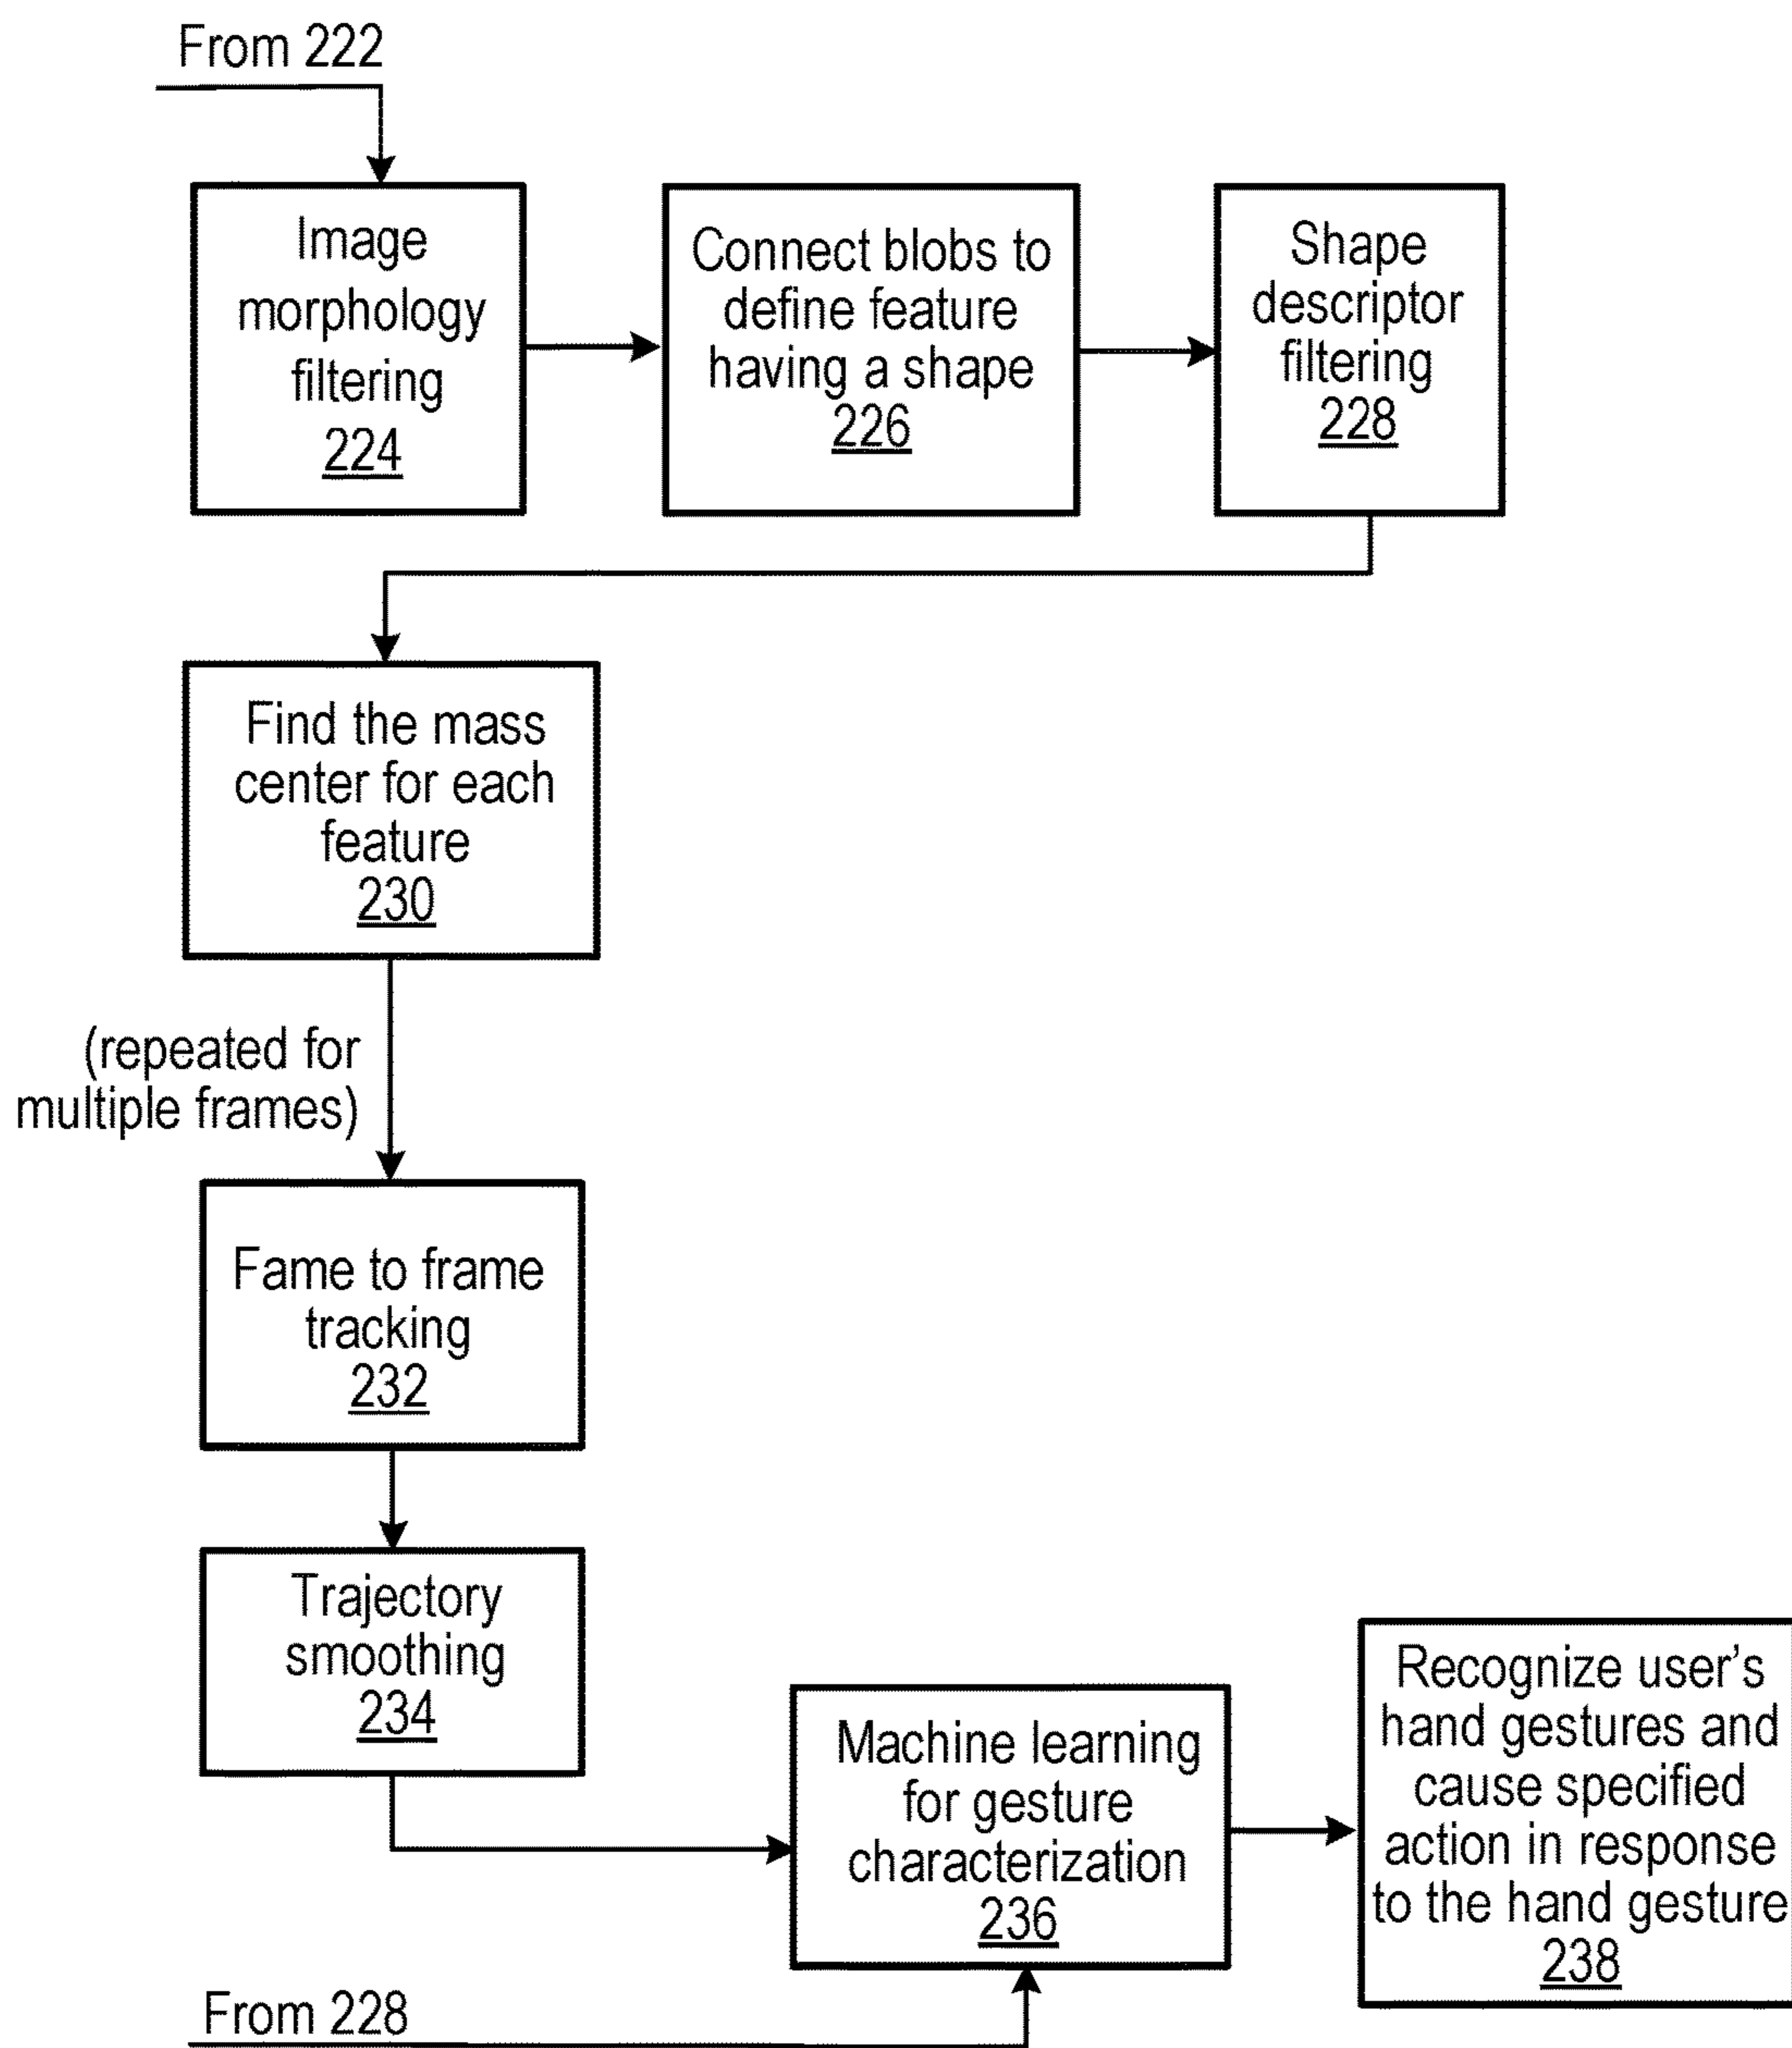 From 222
Image
morphology
filtering
224
Connect blobs to
define feature
having a shape
226
Shape
descriptor
filtering
228
Find the mass
center for each
feature
230
(repeated for
multiple frames)
Fame to frame
tracking
232
Trajectory
smoothing
234
Machine learning
for gesture
characterization
236
Recognize user’s
hand gestures and
cause specified
action in response
to the hand gesture
238
From 228